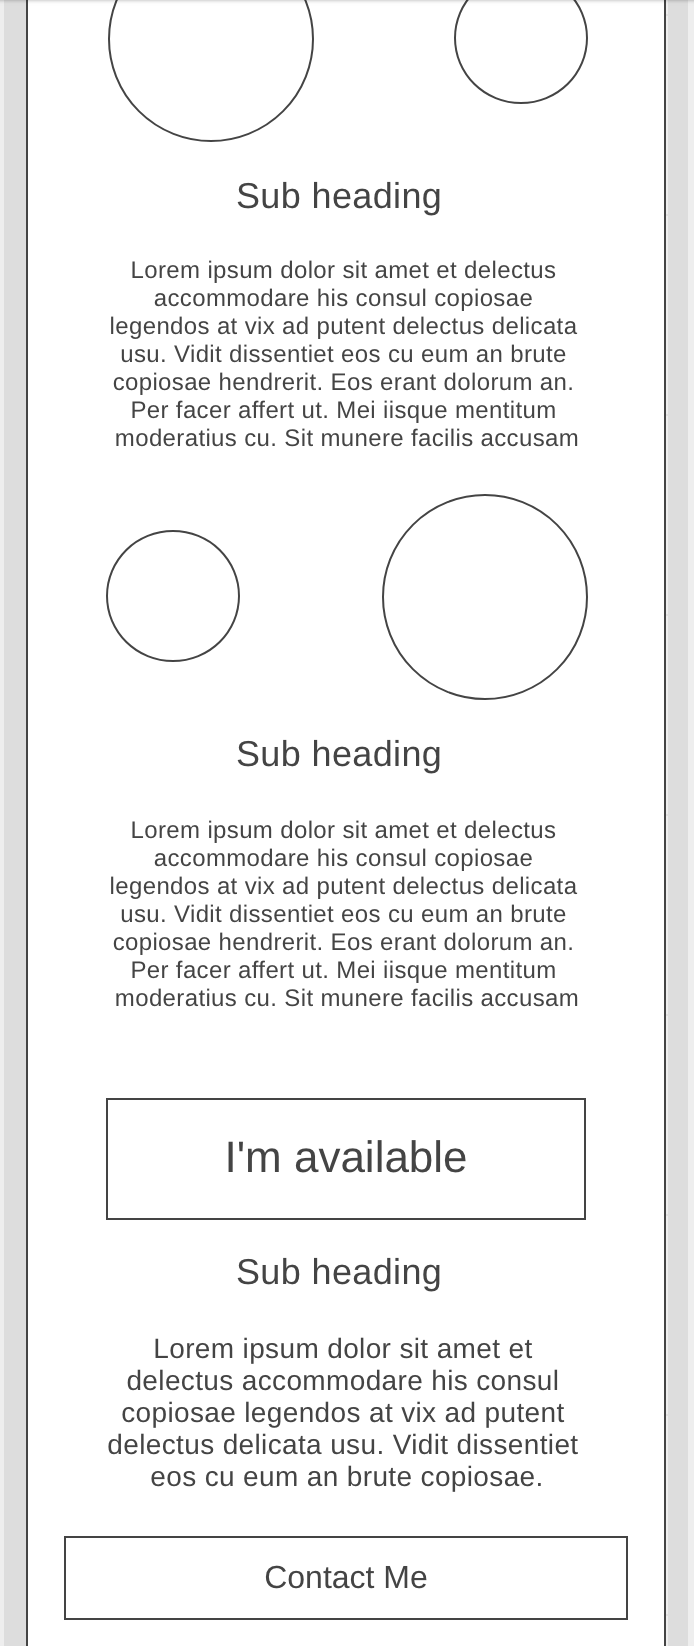 Sub heading
Lorem ipsum dolor sit amet et delectus
accommodare his consul copiosae
legendos at vix ad putent delectus delicata
usu. Vidit dissentiet eos cu eum an brute
copiosae hendrerit. Eos erant dolorum an.
Per facer affert ut. Mei iisque mentitum
moderatius cu. Sit munere facilis accusam
Sub heading
Lorem ipsum dolor sit amet et delectus
accommodare his consul copiosae
legendos at vix ad putent delectus delicata
usu. Vidit dissentiet eos cu eum an brute
copiosae hendrerit. Eos erant dolorum an.
Per facer affert ut. Mei iisque mentitum
moderatius cu. Sit munere facilis accusam
I'm available
Sub heading
Lorem ipsum dolor sit amet et
delectus accommodare his consul
copiosae legendos at vix ad putent
delectus delicata usu. Vidit dissentiet
eos cu eum an brute copiosae.
Contact Me